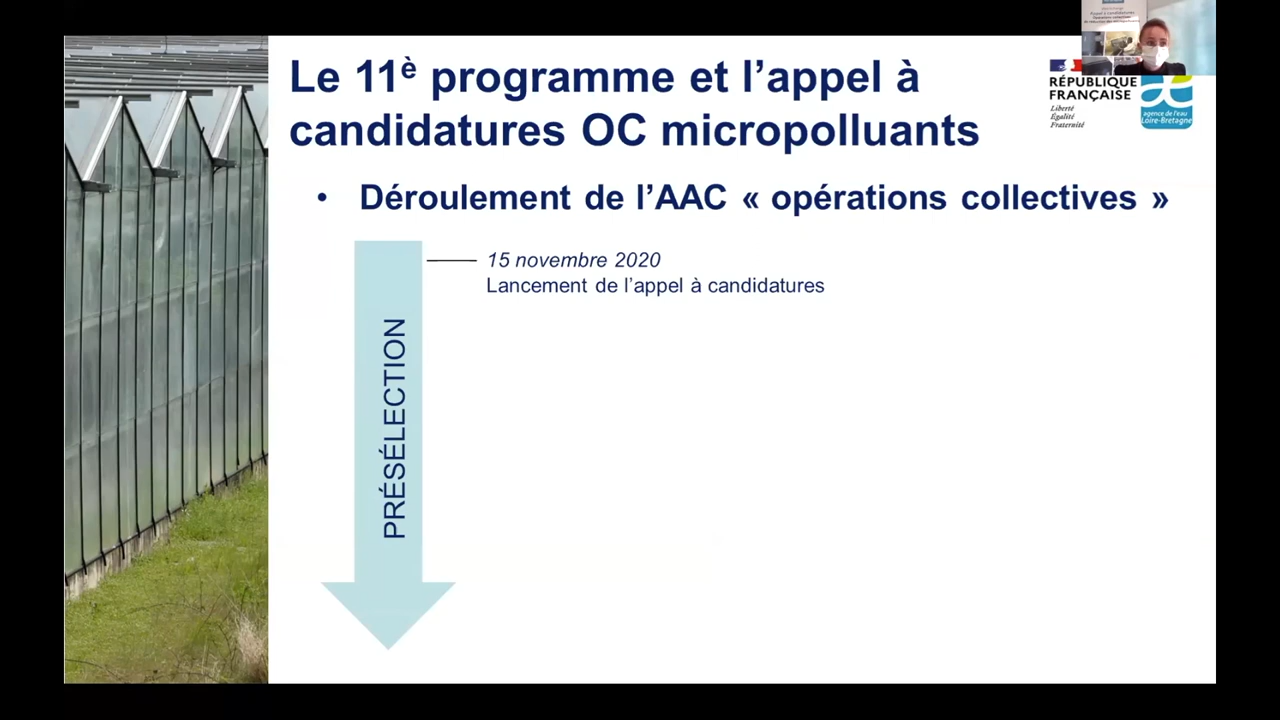 Le 11è programme et l’appel à
candidatures OC micropolluants
RÉPUBLIQUE
FRANÇAISE
Liberté
Égalité
Fraternité
agence de l'eau
Loire-Bretagne
• Déroulement de l’AAC « opérations collectives »
15 novembre 2020
Lancement de l’appel à candidatures
PRÉSÉLECTION